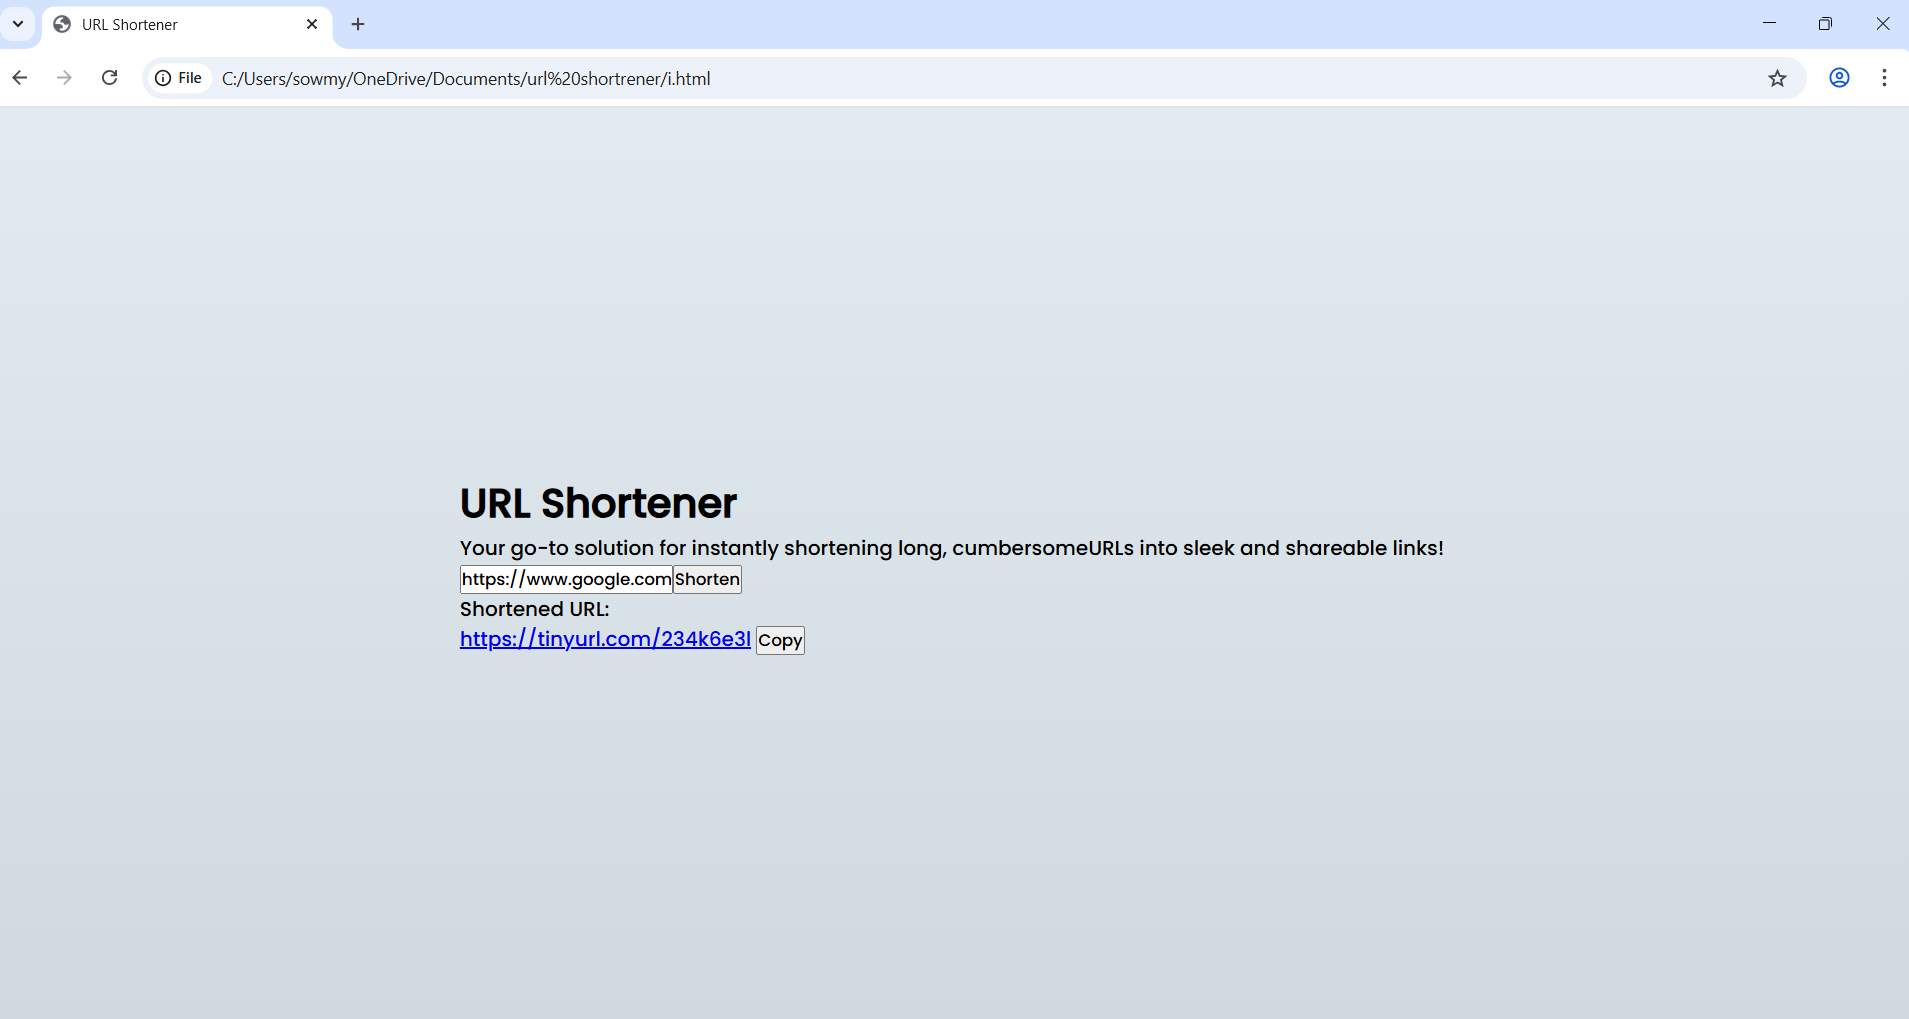 URL Shortener
File C:/Users/sowmy/OneDrive/Documents/url%20shortrener/i.html
URL Shortener
Your go-to solution for instantly shortening long, cumbersomeURLs into sleek and shareable links!
https://www.google.com Shorten
Shortened URL:
https://tinyurl.com/234k6e3l Copy